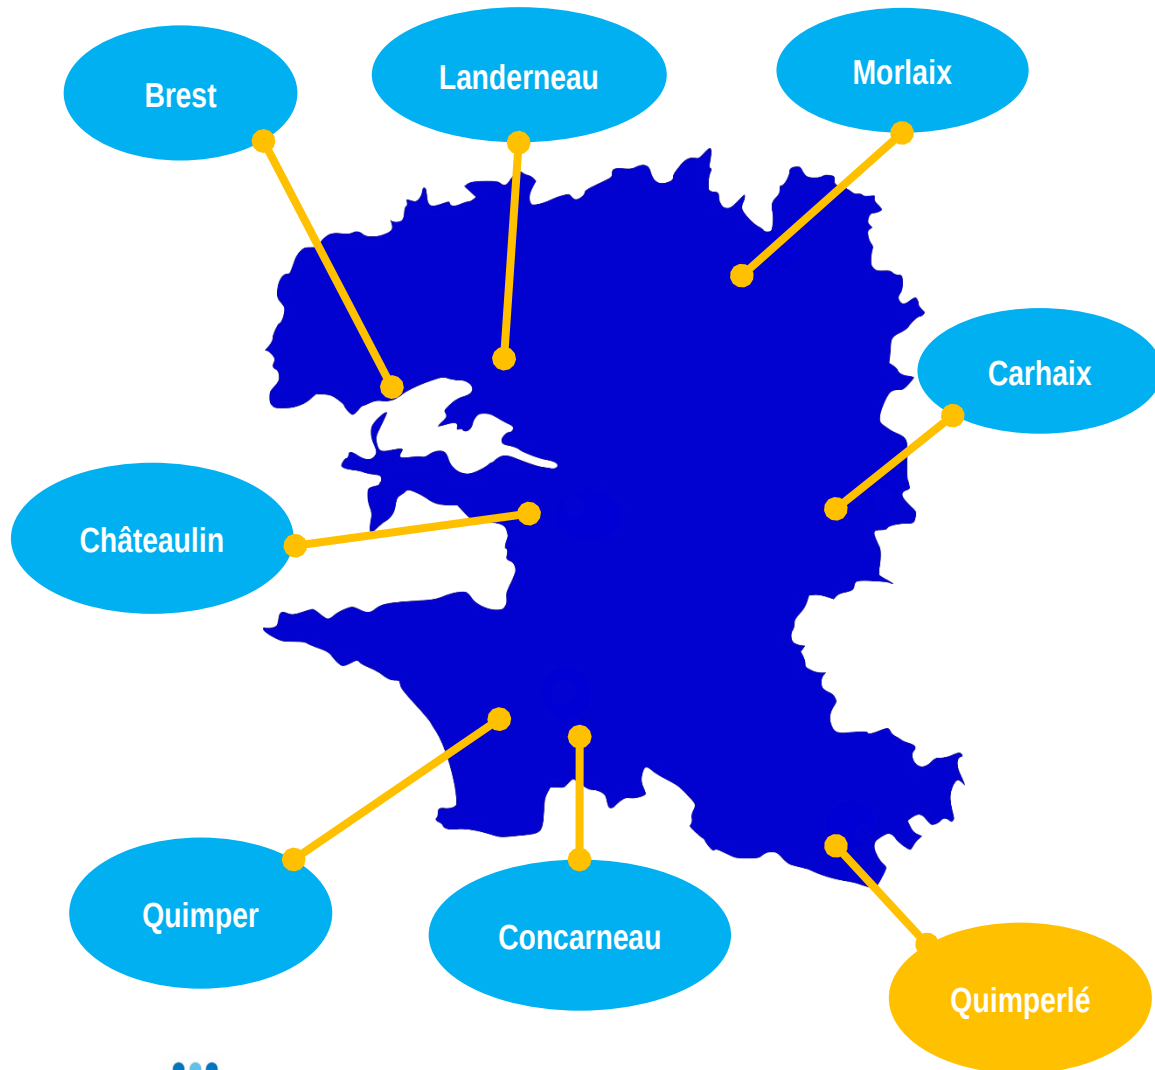 Brest
Landerneau
Morlaix
Carhaix
Châteaulin
Quimper
Concarneau
Quimperlé